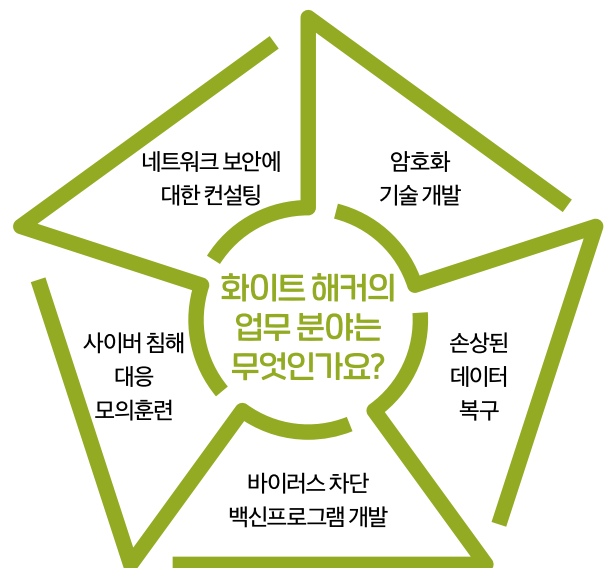 화이트 해커의
업무 분야는
무엇인가요?
네트워크 보안에
대한 컨설팅
암호화
기술 개발
손상된
데이터
복구
바이러스 차단
백신프로그램 개발
사이버 침해
대응
모의훈련